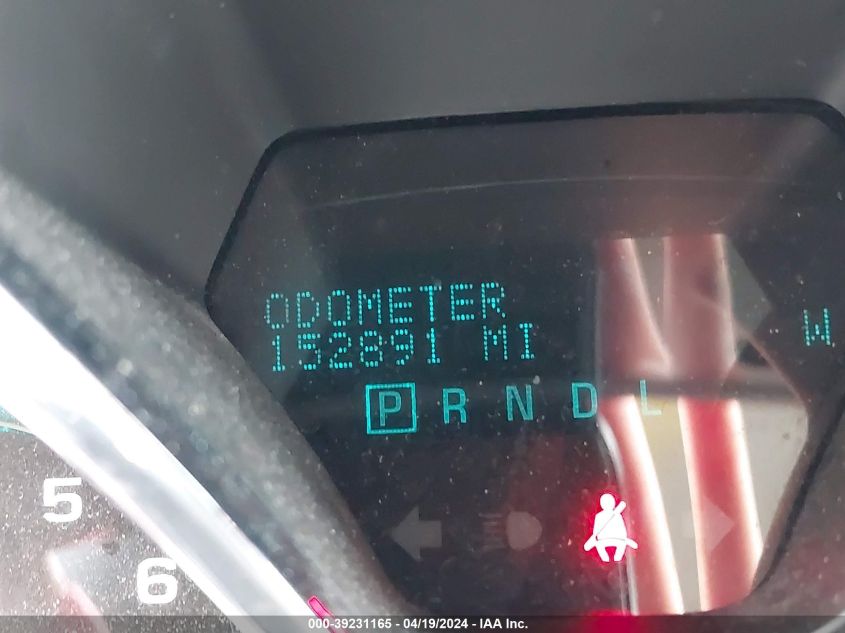 ODOMETER
152891 MI
W
P R N D L
5
6
000-39231165 - 04/19/2024 - IAA Inc.